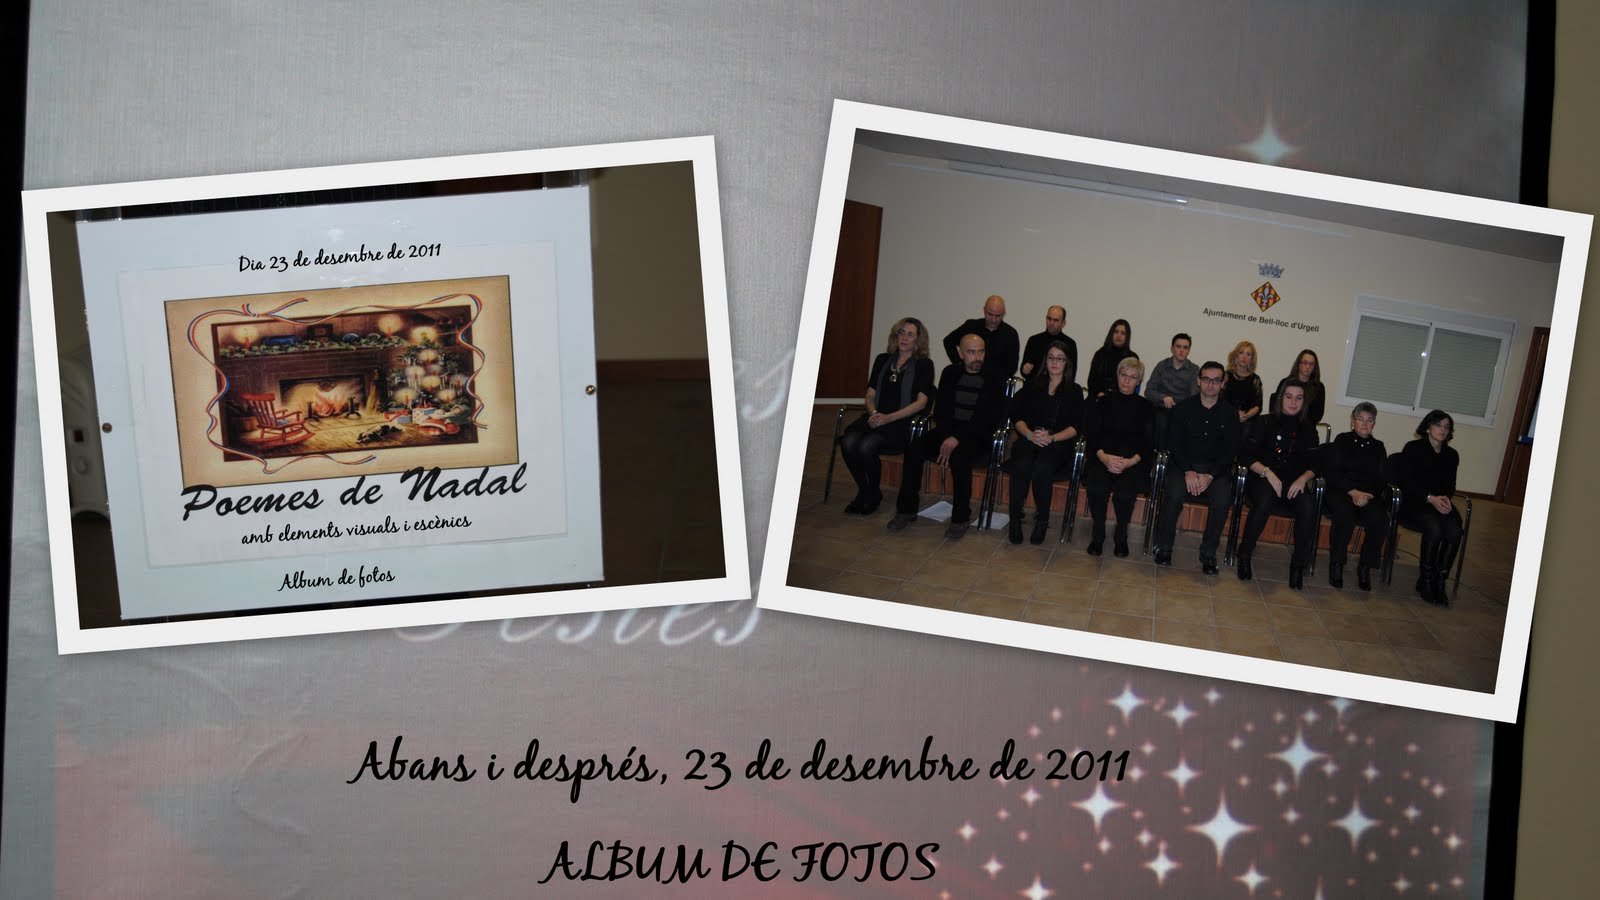 Dia 23 de desembre de 2011
Poemes de Nadal
amb elements visuals i escènics
Album de fotos
Ajuntament de Bell-lloc d'Urgell
Abans i després, 23 de desembre de 2011
ALBUM DE FOTOS